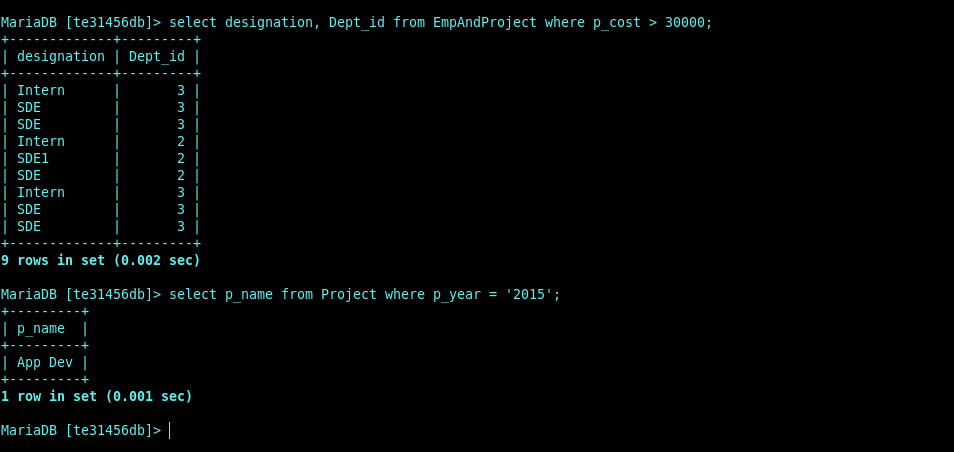 MariaDB [te31456db]> select designation, Dept_id from EmpAndProject where p_cost > 30000;
+-------------+---------+
| designation | Dept_id |
+-------------+---------+
| Intern      |       3 |
| SDE         |       3 |
| SDE         |       3 |
| Intern      |       2 |
| SDE1        |       2 |
| SDE         |       2 |
| Intern      |       3 |
| SDE         |       3 |
| SDE         |       3 |
+-------------+---------+
9 rows in set (0.002 sec)
MariaDB [te31456db]> select p_name from Project where p_year = '2015';
+---------+
| p_name  |
+---------+
| App Dev |
+---------+
1 row in set (0.001 sec)
MariaDB [te31456db]>